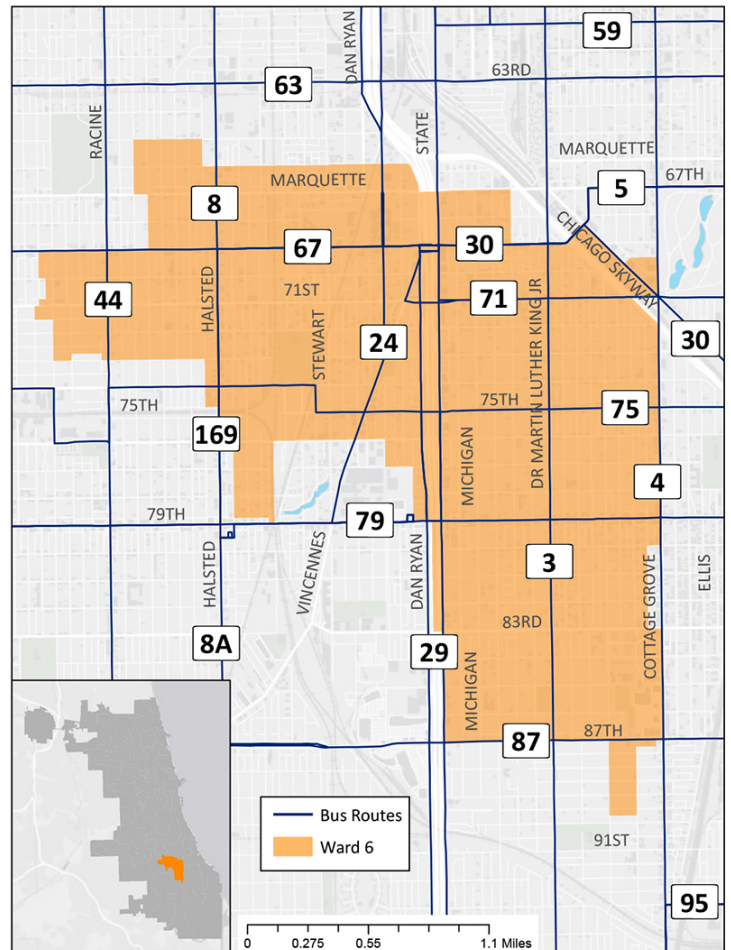 59
DAN RYAN
63RD
63
RACINE
STATE
MARQUETTE
67TH
MARQUETTE
5
8
CHICAGO SKYWAY
67
30
HALSTED
71ST
DR MARTIN LUTHER KING JR
44
71
STEWART
24
30
75TH
75TH
75
169
MICHIGAN
4
79TH
79
HALSTED
VINCENNES
DAN RYAN
3
COTTAGE GROVE
ELLIS
83RD
8A
29
MICHIGAN
87TH
87
Bus Routes
Ward 6
91ST
95
0 0.275 0.55 1.1 Miles